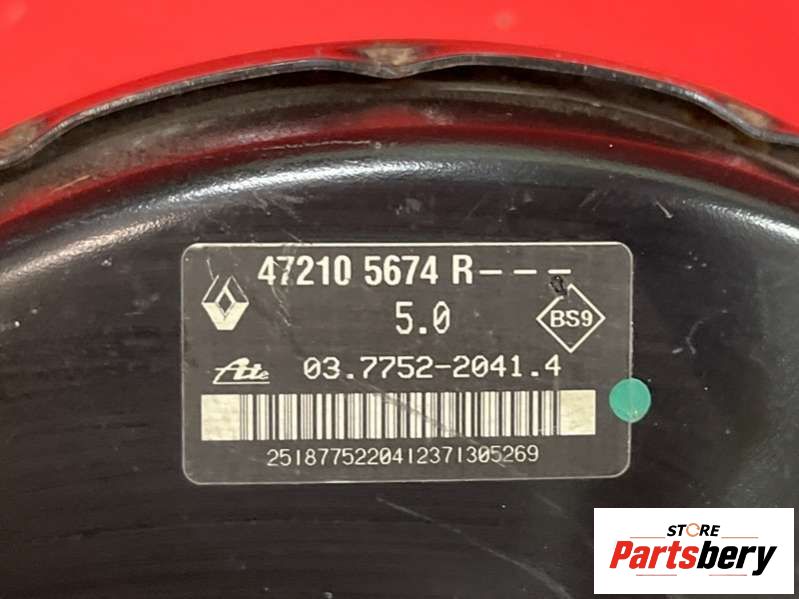 47210 5674 R---
5.0
BS9
Ate
03.7752-2041.4
2518775220412371305269
STORE
Partsbery